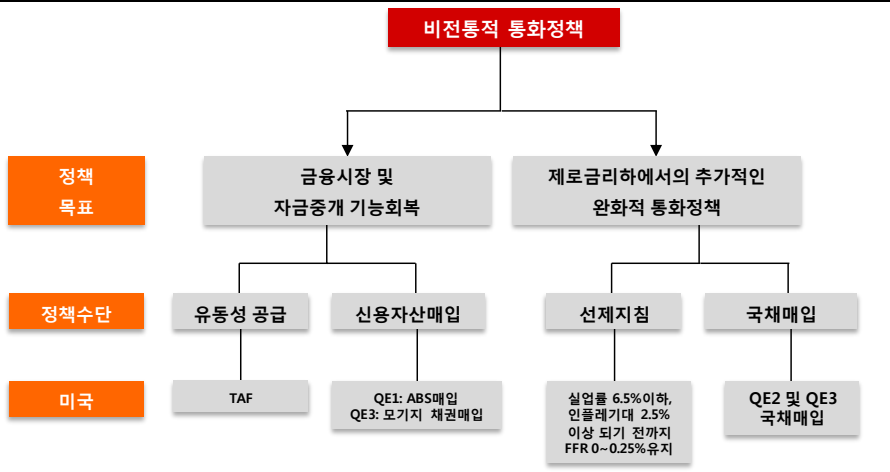 비전통적 통화정책
정책
목표
금융시장 및
자금중개 기능회복
제로금리하에서의 추가적인
완화적 통화정책
정책수단
유동성 공급
신용자산매입
선제지침
국채매입
미국
TAF
QE1: ABS매입
QE3: 모기지 채권매입
실업률 6.5%이하,
인플레기대 2.5%
이상 되기 전까지
FFR 0~0.25%유지
QE2 및 QE3
국채매입